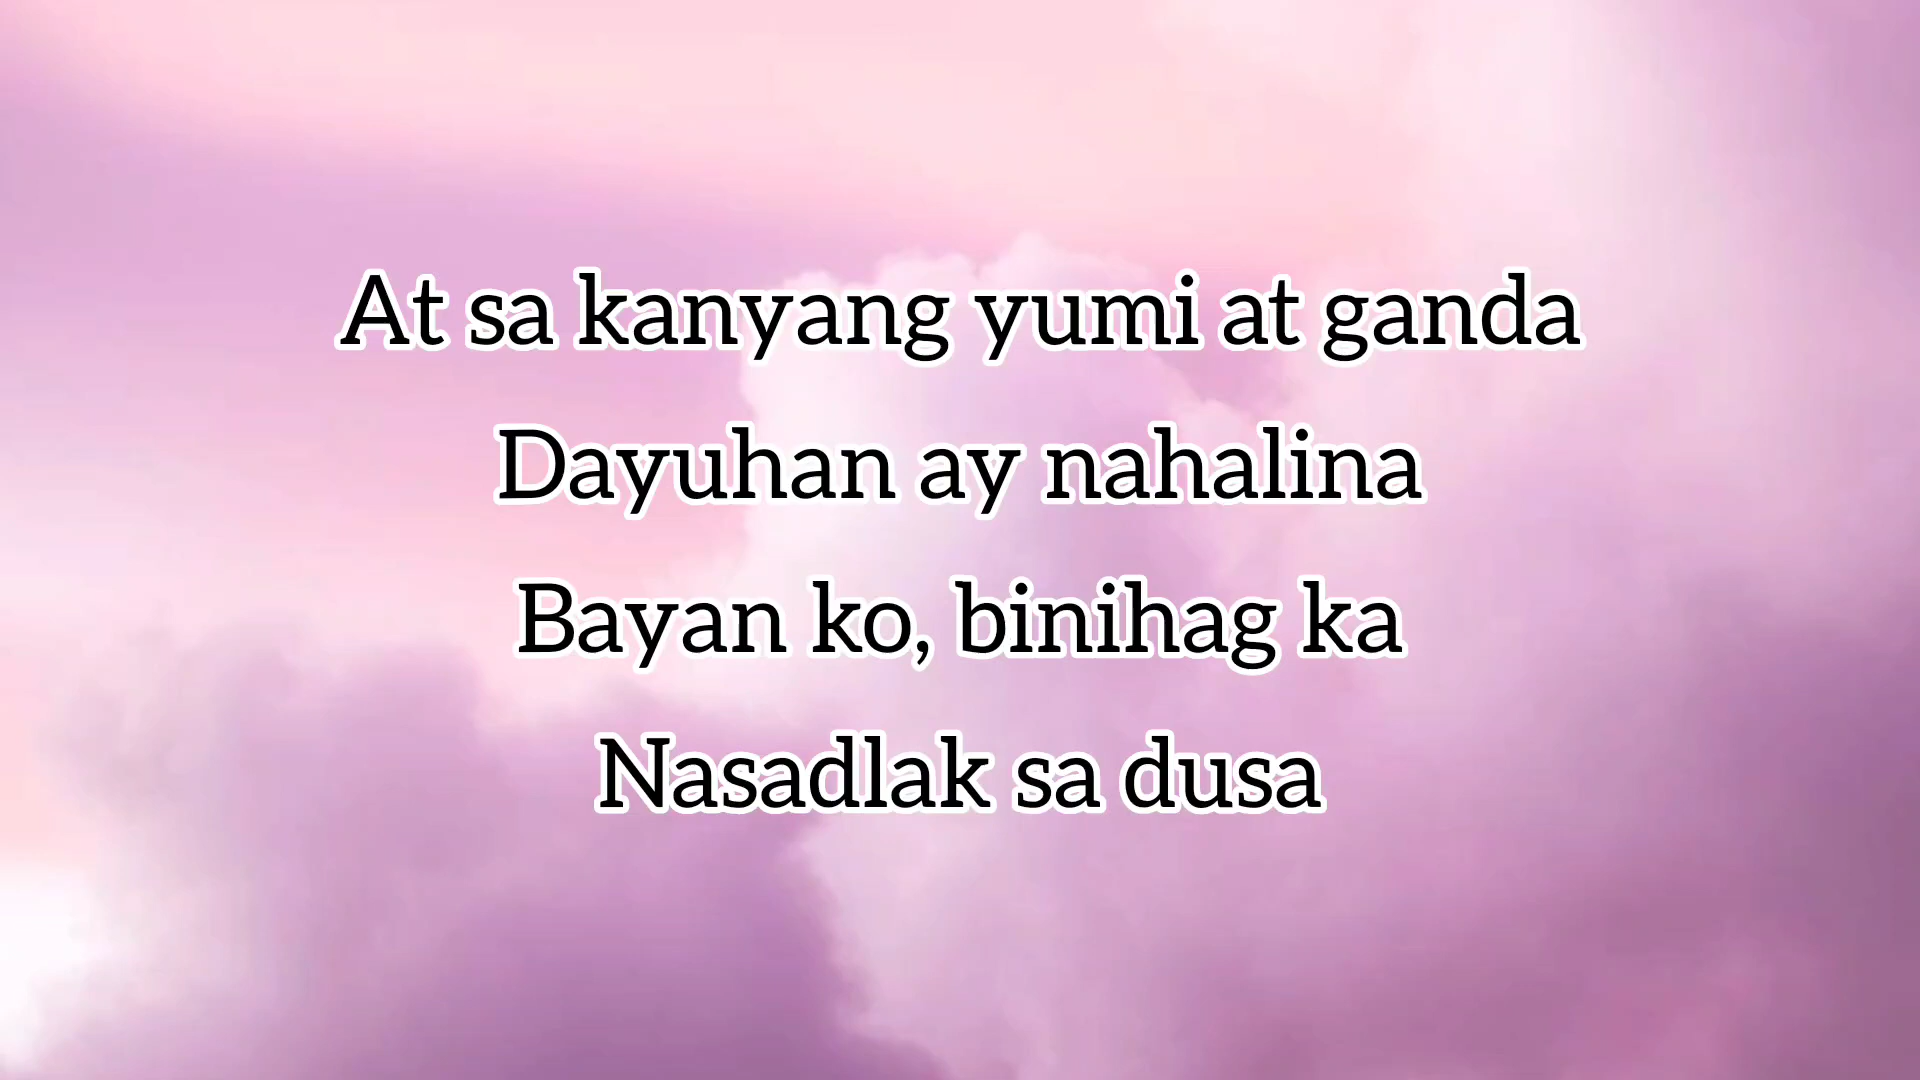 At sa kanyang yumi at ganda
Dayuhan ay nahalina
Bayan ko, binihag ka
Nasadlak sa dusa